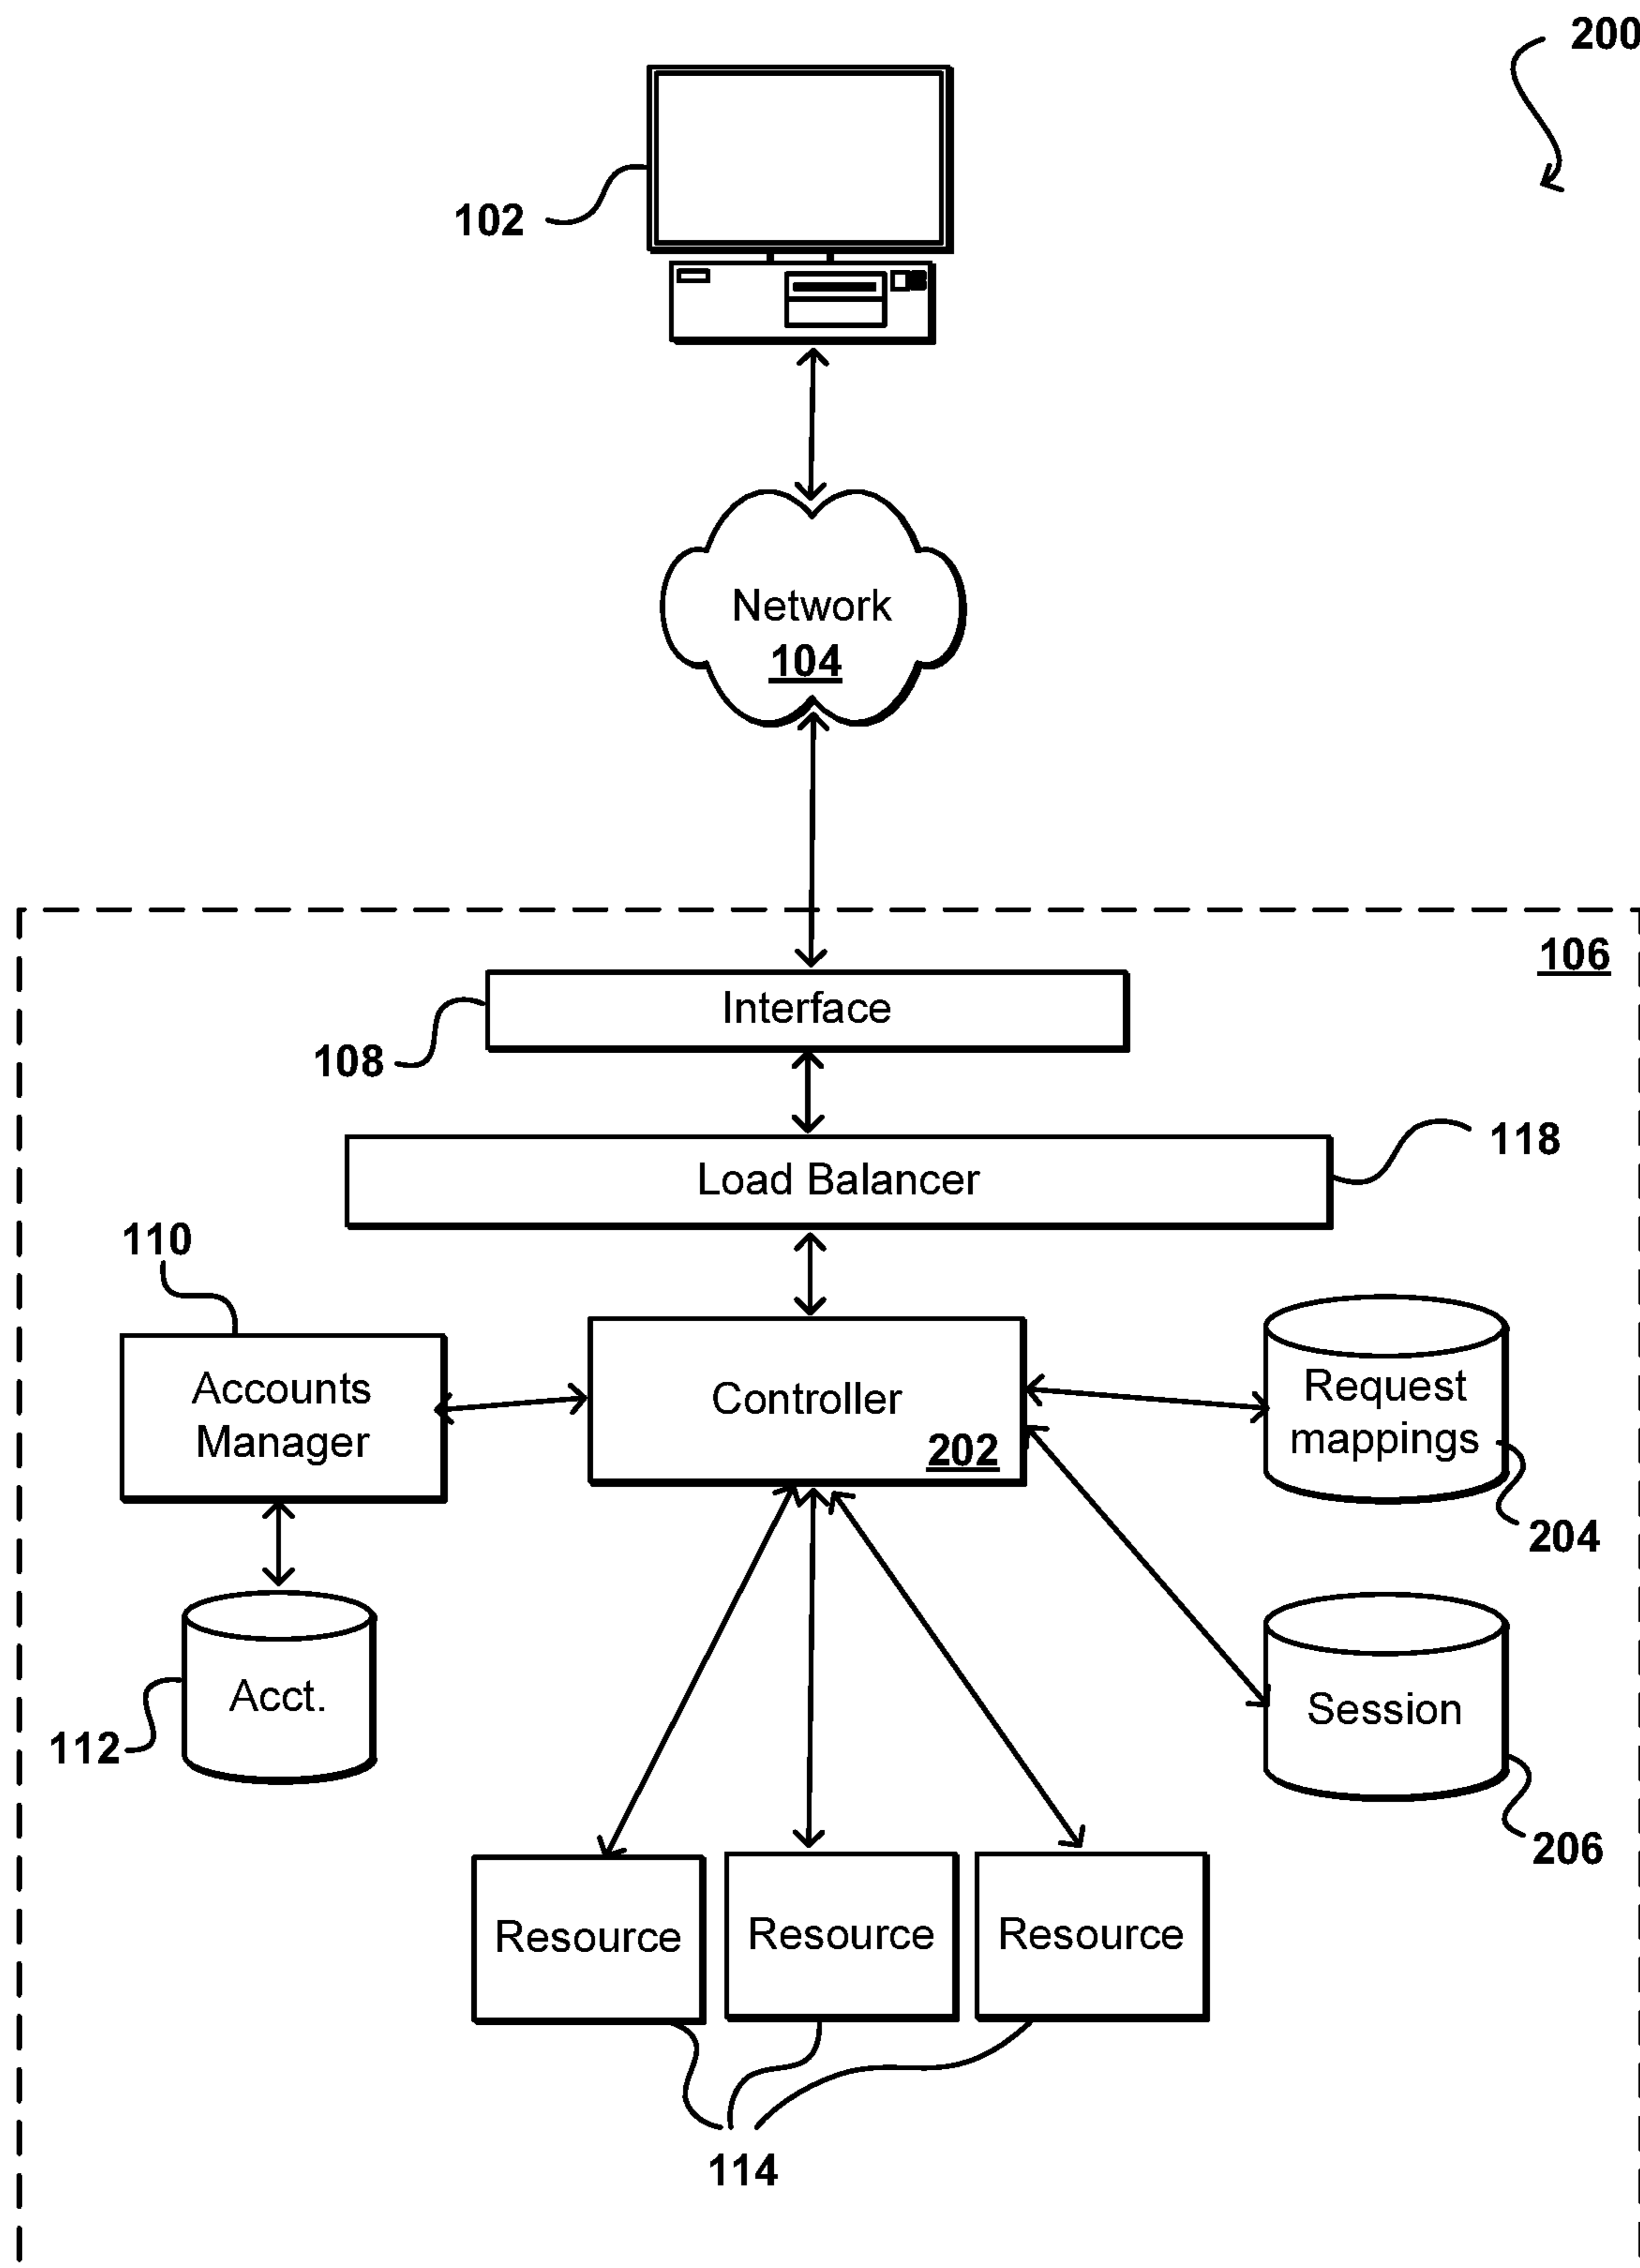 200
102
Network
104
106
Interface
108
118
Load Balancer
110
Accounts
Manager
Controller
202
Request
mappings
204
Acct.
112
Session
206
Resource
Resource
Resource
114